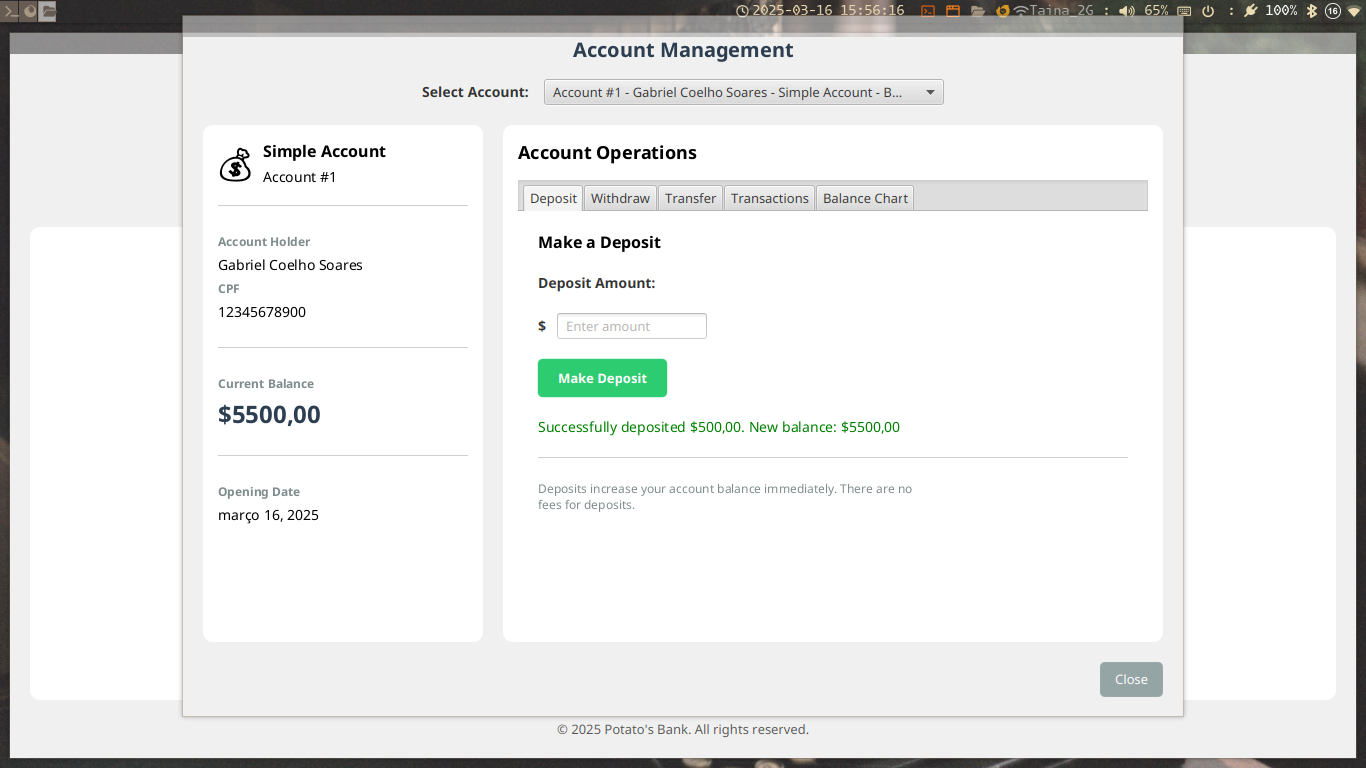 2025-03-16 15:56:16
Taina_2G : 65% : 100% 16
Account Management
Select Account: Account #1 - Gabriel Coelho Soares - Simple Account - B...
Simple Account
Account #1
Account Holder
Gabriel Coelho Soares
CPF
12345678900
Current Balance
$5500,00
Opening Date
março 16, 2025
Account Operations
Deposit Withdraw Transfer Transactions Balance Chart
Make a Deposit
Deposit Amount:
$ Enter amount
Make Deposit
Successfully deposited $500,00. New balance: $5500,00
Deposits increase your account balance immediately. There are no
fees for deposits.
Close
© 2025 Potato's Bank. All rights reserved.